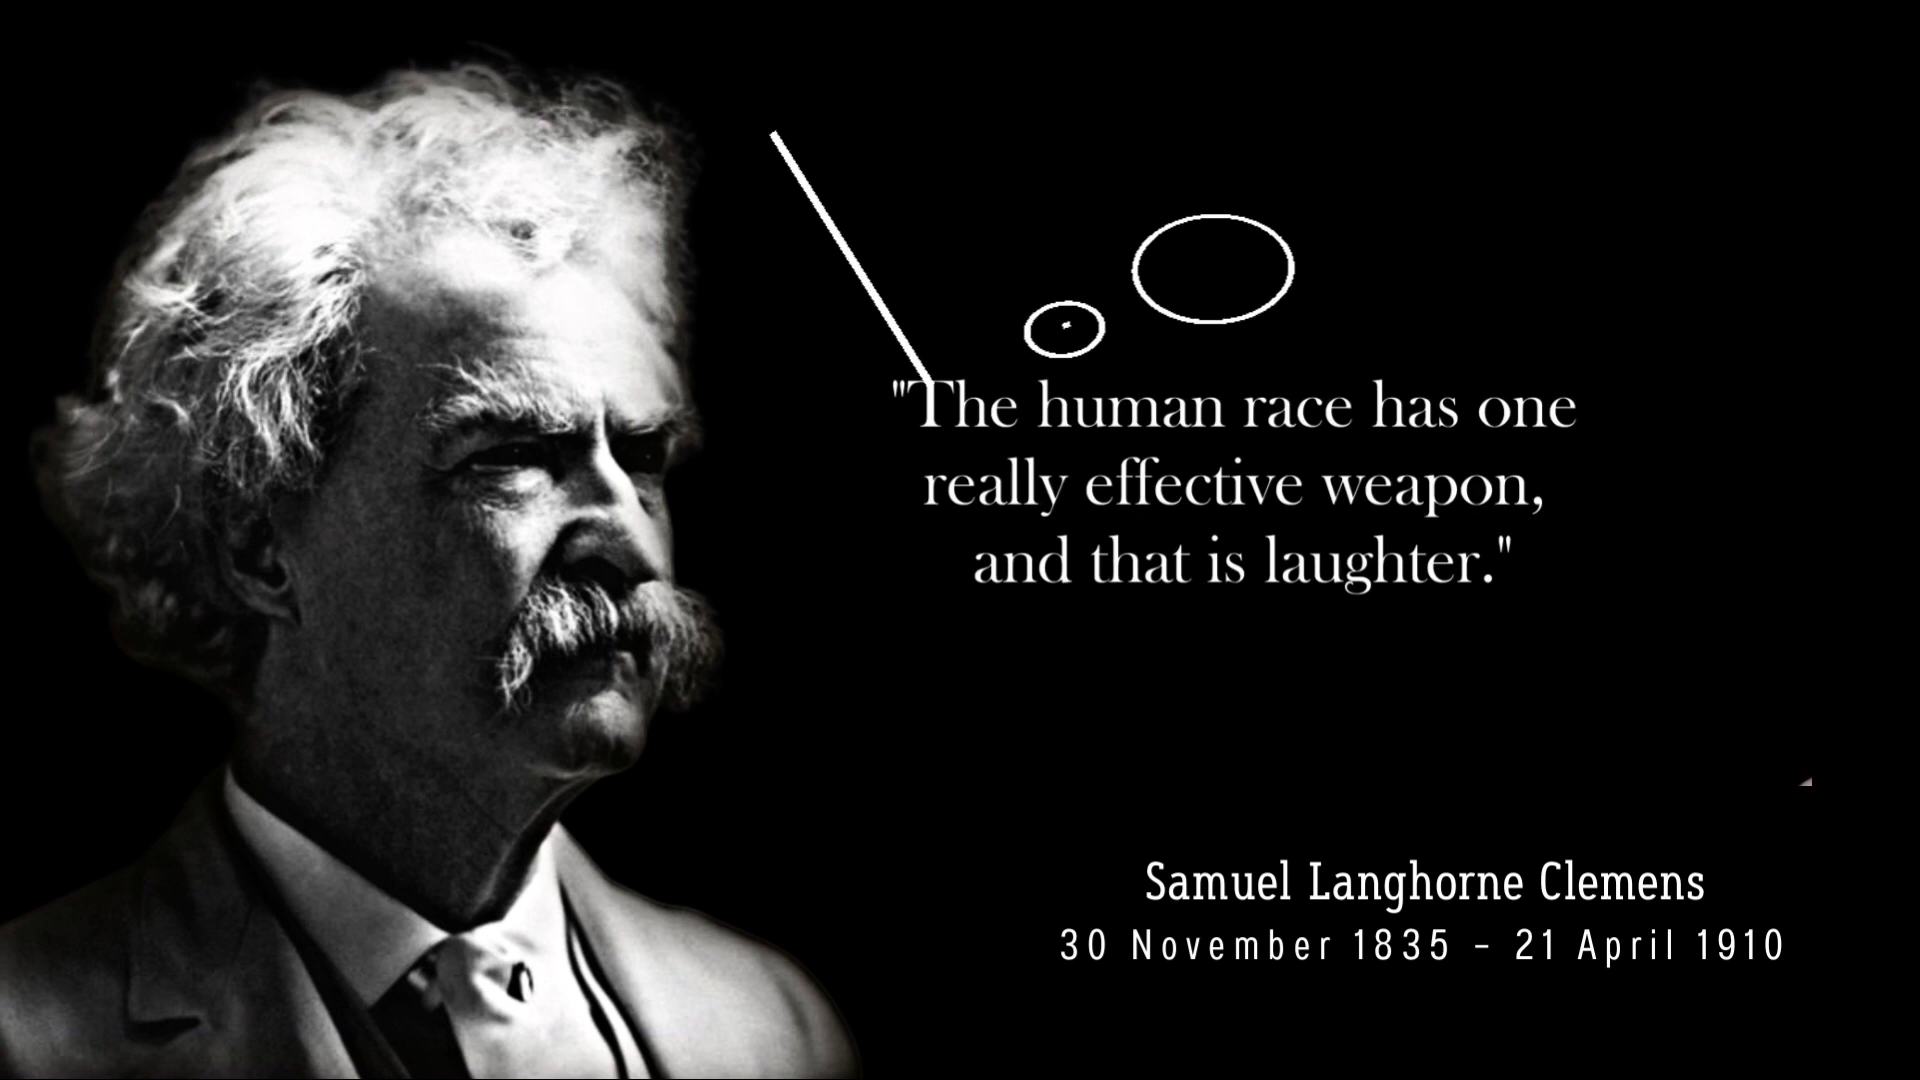 "The human race has one
really effective weapon,
and that is laughter."
Samuel Langhorne Clemens
30 November 1835 – 21 April 1910